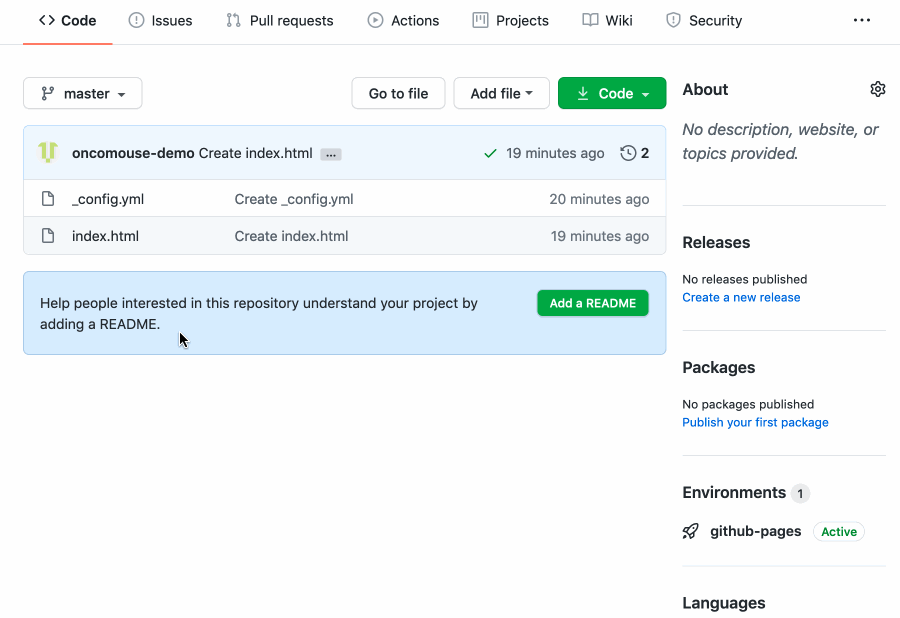 Code Issues Pull requests Actions Projects Wiki Security ...
master Go to file Add file Code
oncomouse-demo Create index.html ... 19 minutes ago 2
_config.yml Create _config.yml 20 minutes ago
index.html Create index.html 19 minutes ago
Help people interested in this repository understand your project by
adding a README.
Add a README
About
No description, website, or
topics provided.
Releases
No releases published
Create a new release
Packages
No packages published
Publish your first package
Environments 1
github-pages Active
Languages